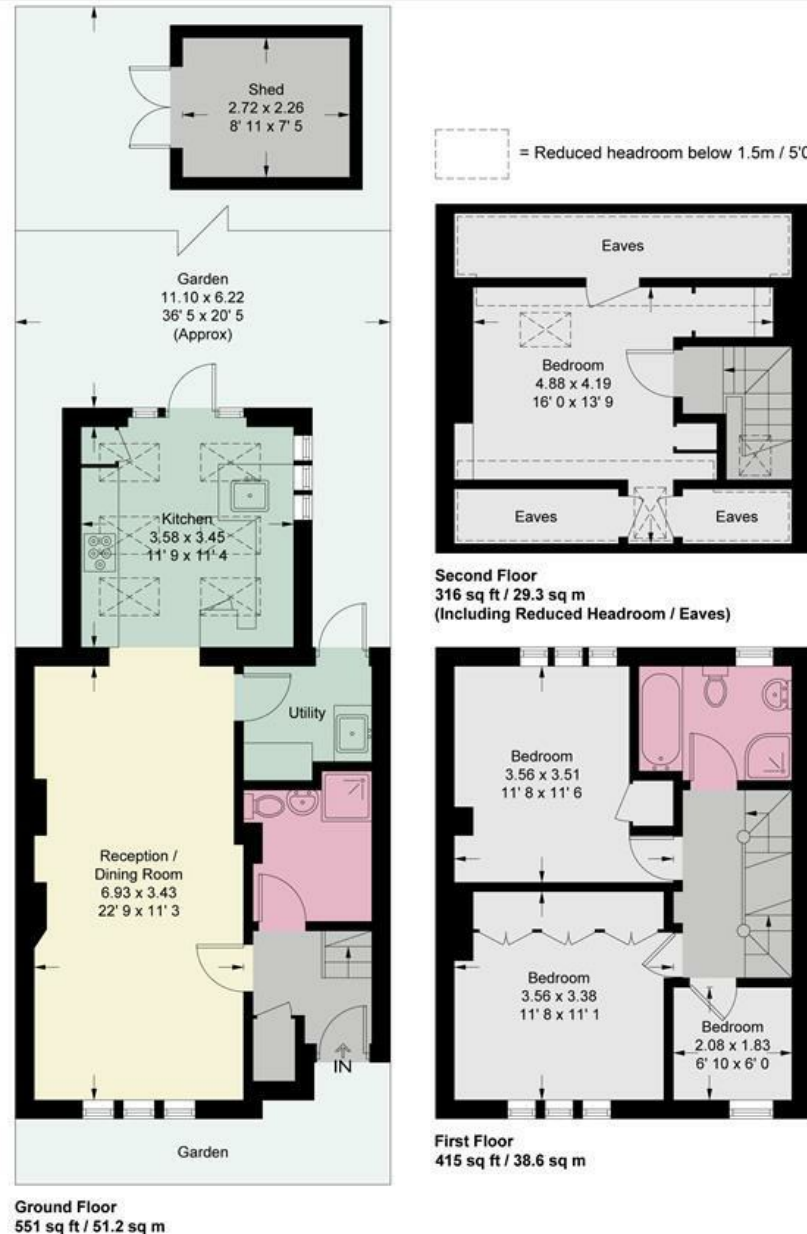 Shed
2.72 x 2.26
8' 11 x 7' 5
= Reduced headroom below 1.5m / 5'0
Garden
11.10 x 6.22
36' 5 x 20' 5
(Approx)
Eaves
Bedroom
4.88 x 4.19
16' 0 x 13' 9
Eaves
Eaves
Second Floor
316 sq ft / 29.3 sq m
(Including Reduced Headroom / Eaves)
Kitchen
3.58 x 3.45
11' 9 x 11' 4
Utility
Reception /
Dining Room
6.93 x 3.43
22' 9 x 11' 3
IN
Garden
Ground Floor
551 sq ft / 51.2 sq m
Bedroom
3.56 x 3.51
11' 8 x 11' 6
Bedroom
3.56 x 3.38
11' 8 x 11' 1
Bedroom
2.08 x 1.83
6' 10 x 6' 0
First Floor
415 sq ft / 38.6 sq m